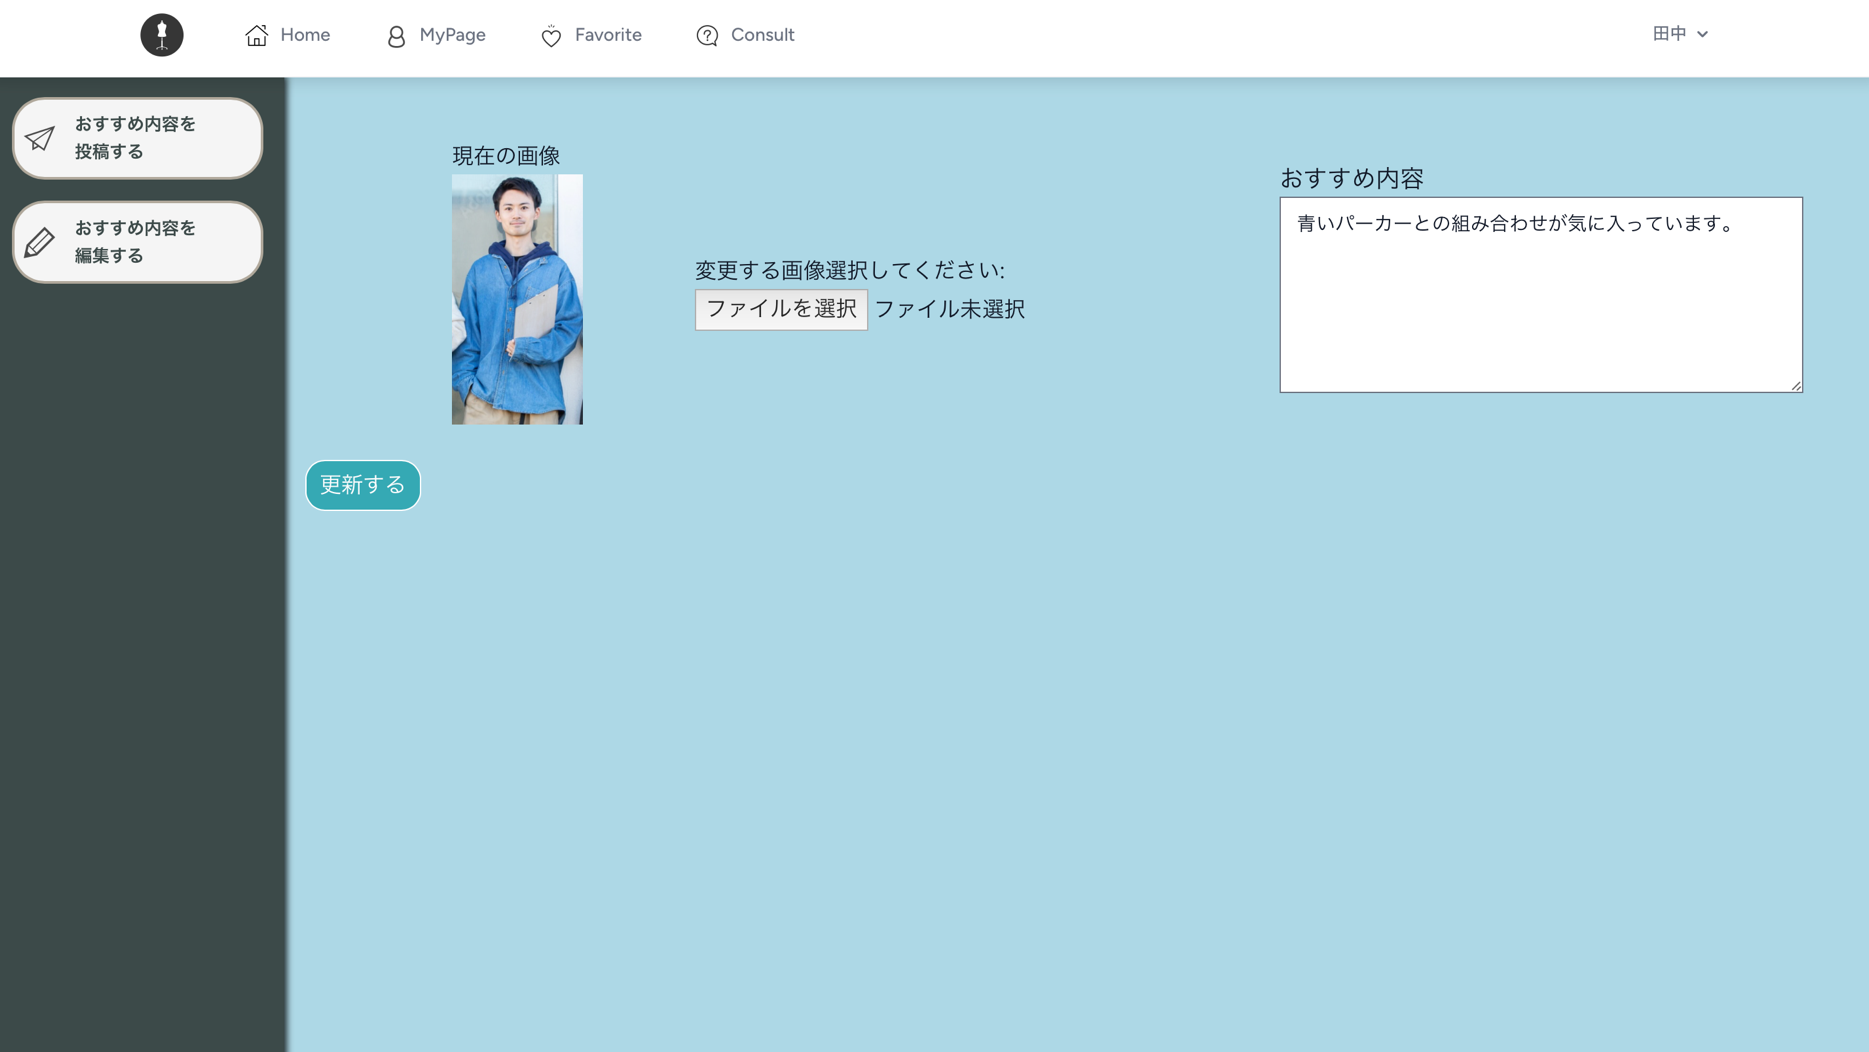 Home
MyPage
Favorite
Consult
田中
おすすめ内容を
投稿する
おすすめ内容を
編集する
現在の画像
変更する画像選択してください:
ファイルを選択 ファイル未選択
おすすめ内容
青いパーカーとの組み合わせが気に入っています。
更新する